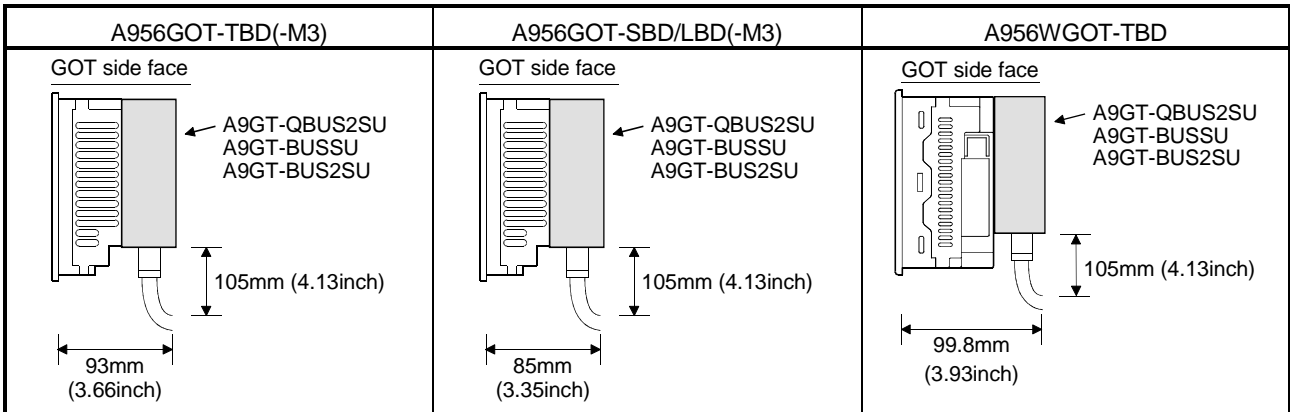 A956GOT-TBD(-M3)
GOT side face
A9GT-QBUS2SU
A9GT-BUSSU
A9GT-BUS2SU
105mm (4.13inch)
93mm
(3.66inch)
A956GOT-SBD/LBD(-M3)
GOT side face
A9GT-QBUS2SU
A9GT-BUSSU
A9GT-BUS2SU
105mm (4.13inch)
85mm
(3.35inch)
A956WGOT-TBD
GOT side face
A9GT-QBUS2SU
A9GT-BUSSU
A9GT-BUS2SU
105mm (4.13inch)
99.8mm
(3.93inch)